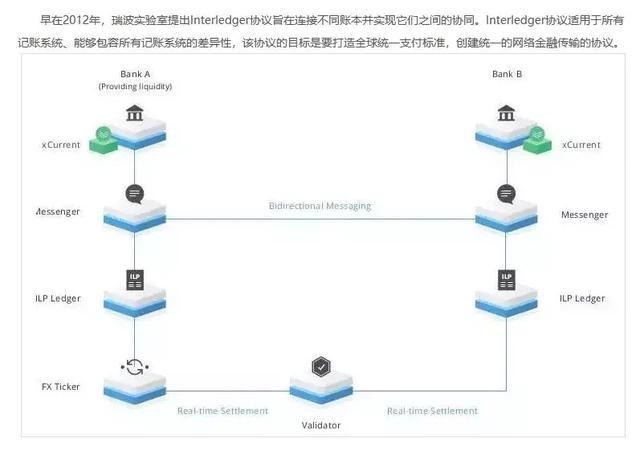 早在2012年，瑞波实验室提出Interledger协议旨在连接不同账本并实现它们之间的协同。Interledger协议适用于所有
记账系统、能够包容所有记账系统的差异性，该协议的目标是要打造全球统一支付标准，创建统一的网络金融传输的协议。
Bank A
(Providing liquidity)
Bank B
xCurrent
xCurrent
Messenger
Bidirectional Messaging
Messenger
ILP
ILP
ILP Ledger
ILP Ledger
FX Ticker
Real-time Settlement
Real-time Settlement
Validator